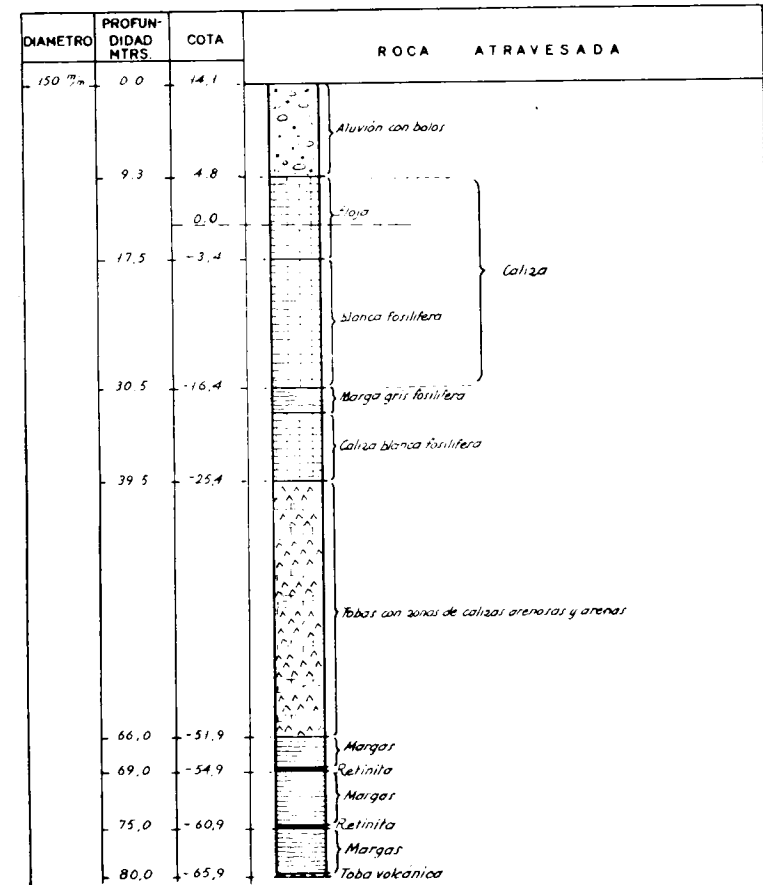 DIAMETRO PROFUN-DIDAD MTRS. COTA ROCA ATRAVESADA
150 m/m 0 0 14,1
Aluvión con bolos
9.3 4.8
floja
0.0
17,5 -3,4
Caliza
blanca fosilifera
30.5 -16,4
Marga gris fosilifera
Caliza blanca fosilifera
39 5 -25,4
Tobas con zonas de calizas arenosas y arenas
66,0 -51,9
Margas
69,0 -54,9 Retinita
Margas
75,0 -60,9 Retinita
Margas
80,0 -65,9 Toba volcánica